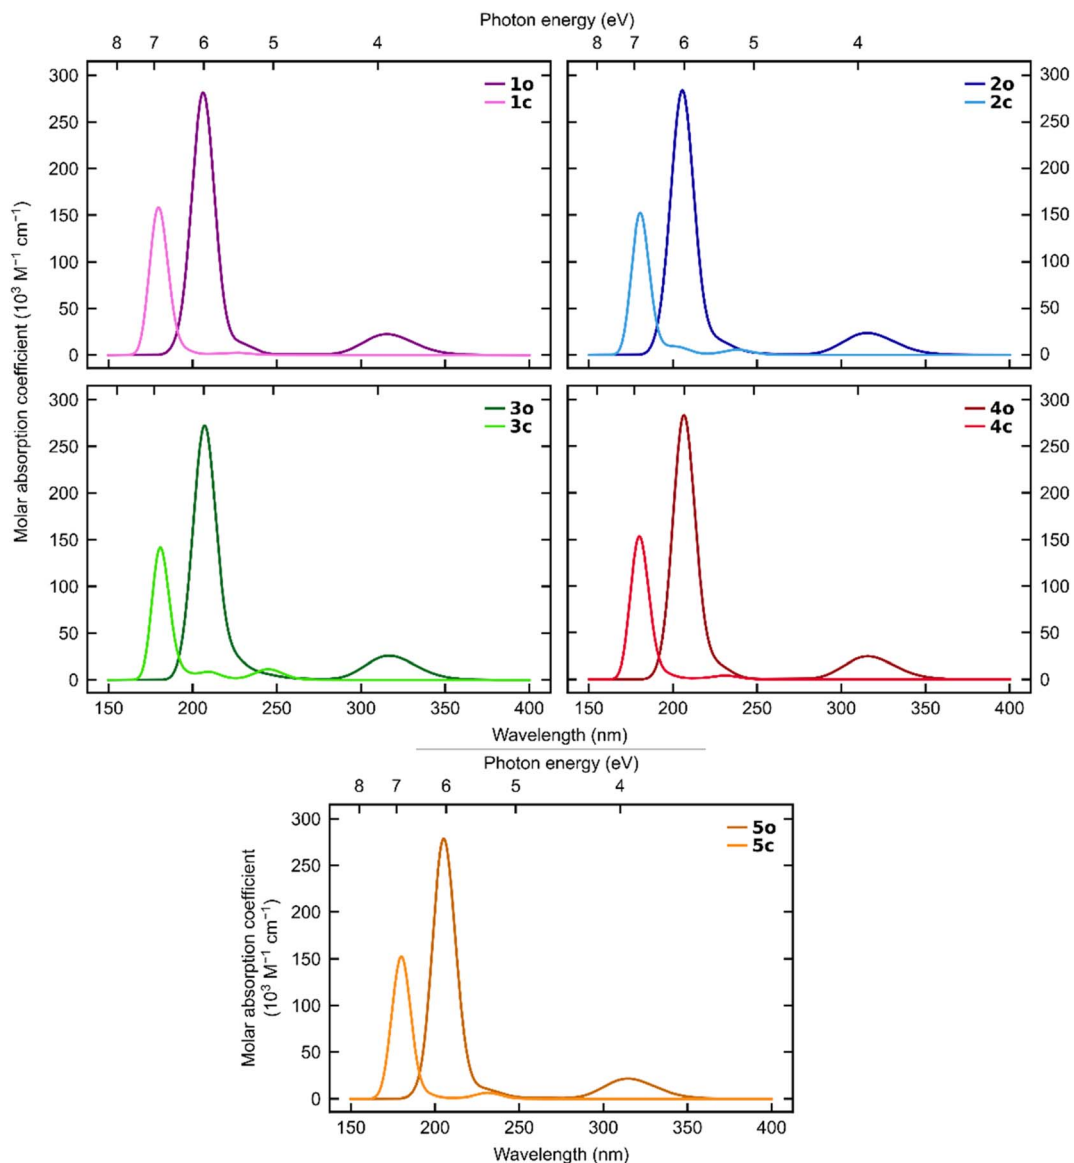 Photon energy (eV)
8 7 6 5 4
8 7 6 5 4
Molar absorption coefficient (10³ M⁻¹ cm⁻¹)
300
250
200
150
100
50
0
1o
1c
2o
2c
300
250
200
150
100
50
0
300
250
200
150
100
50
0
3o
3c
4o
4c
300
250
200
150
100
50
0
150 200 250 300 350 400
150 200 250 300 350 400
Wavelength (nm)
Photon energy (eV)
8 7 6 5 4
Molar absorption coefficient
(10³ M⁻¹ cm⁻¹)
300
250
200
150
100
50
0
5o
5c
150 200 250 300 350 400
Wavelength (nm)